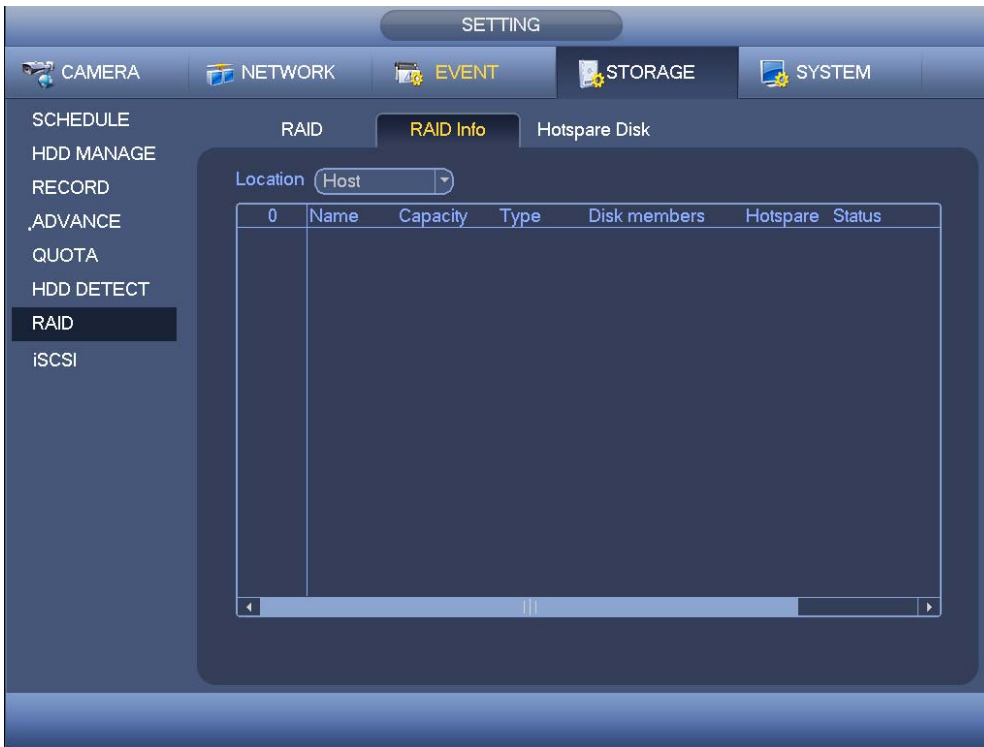 SETTING
CAMERA NETWORK EVENT STORAGE SYSTEM
SCHEDULE
HDD MANAGE
RECORD
ADVANCE
QUOTA
HDD DETECT
RAID
iSCSI
RAID RAID Info Hotspare Disk
Location Host
0 Name Capacity Type Disk members Hotspare Status